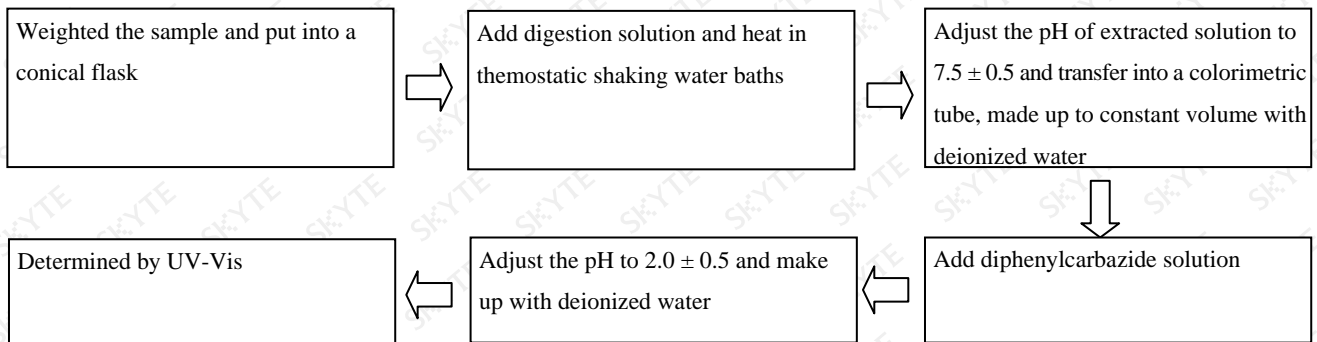 Weighted the sample and put into a
conical flask
Add digestion solution and heat in
themostatic shaking water baths
Adjust the pH of extracted solution to
7.5 ± 0.5 and transfer into a colorimetric
tube, made up to constant volume with
deionized water
Add diphenylcarbazide solution
Adjust the pH to 2.0 ± 0.5 and make
up with deionized water
Determined by UV-Vis
SKYTE